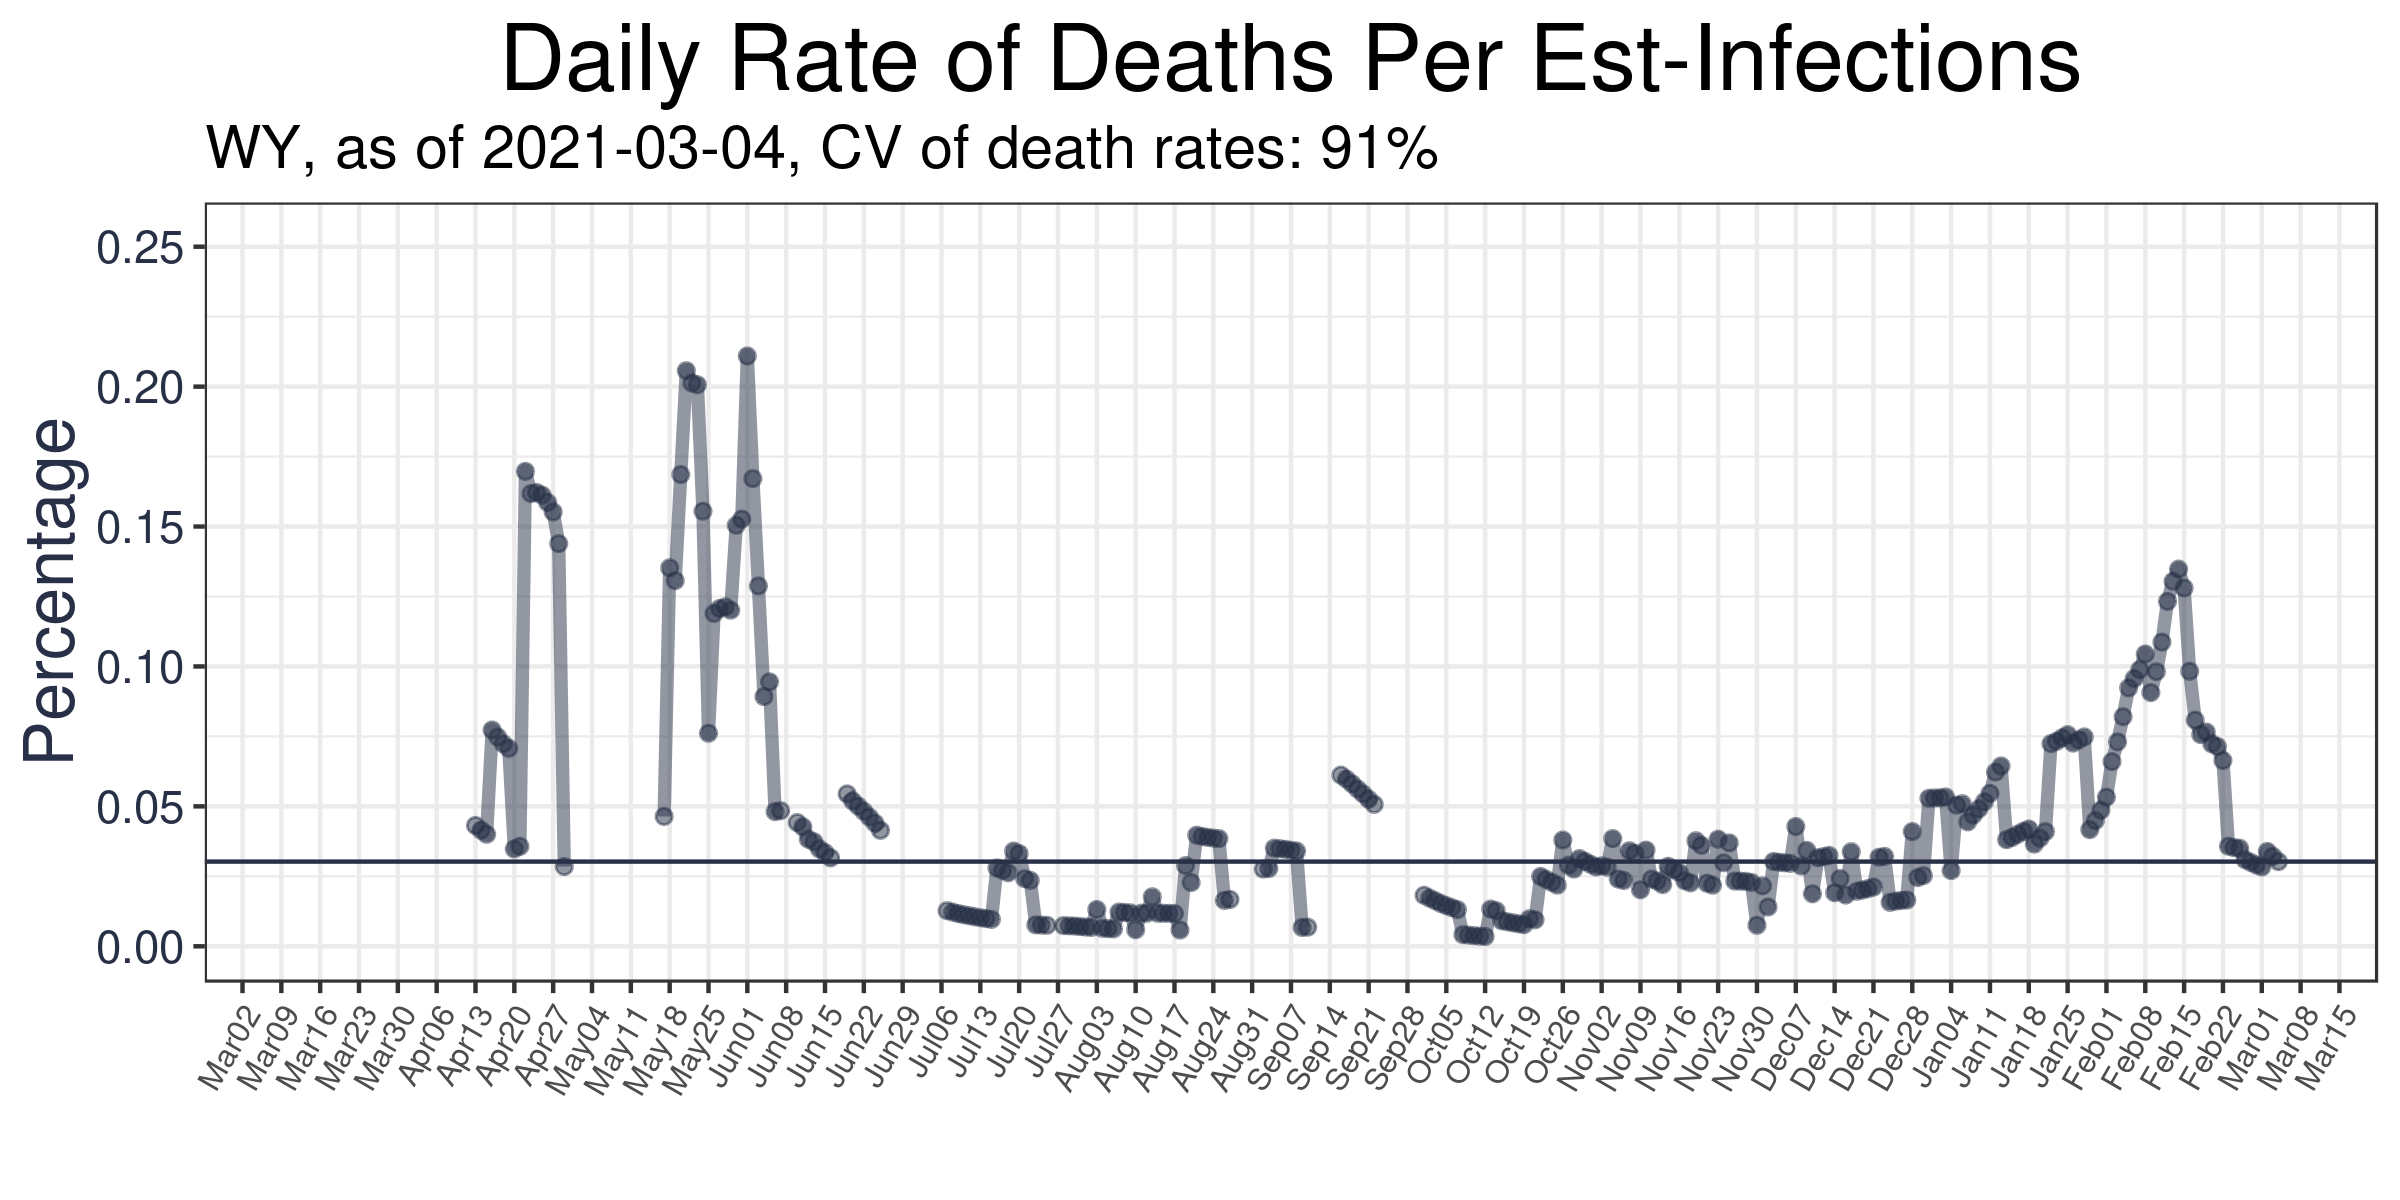 Daily Rate of Deaths Per Est-Infections
WY, as of 2021-03-04, CV of death rates: 91%
Percentage
0.25
0.20
0.15
0.10
0.05
0.00
Mar02
Mar09
Mar16
Mar23
Mar30
Apr06
Apr13
Apr20
Apr27
May04
May11
May18
May25
Jun01
Jun08
Jun15
Jun22
Jun29
Jul06
Jul13
Jul20
Jul27
Aug03
Aug10
Aug17
Aug24
Aug31
Sep07
Sep14
Sep21
Sep28
Oct05
Oct12
Oct19
Oct26
Nov02
Nov09
Nov16
Nov23
Nov30
Dec07
Dec14
Dec21
Dec28
Jan04
Jan11
Jan18
Jan25
Feb01
Feb08
Feb15
Feb22
Mar01
Mar08
Mar15